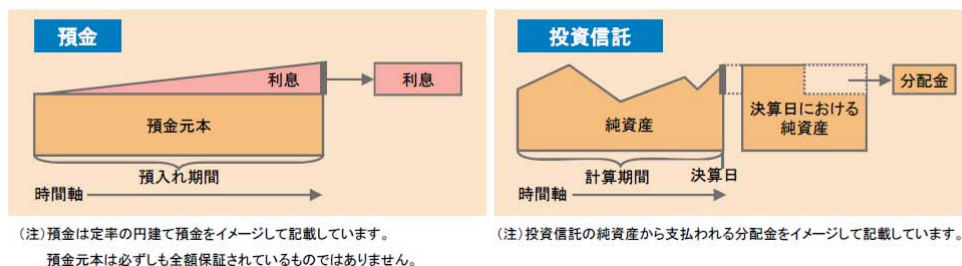 預金
利息
利息
預金元本
預入れ期間
時間軸
(注)預金は定率の円建て預金をイメージして記載しています。
預金元本は必ずしも全額保証されているものではありません。
投資信託
分配金
純資産
決算日における
純資産
計算期間
決算日
時間軸
(注)投資信託の純資産から支払われる分配金をイメージして記載しています。